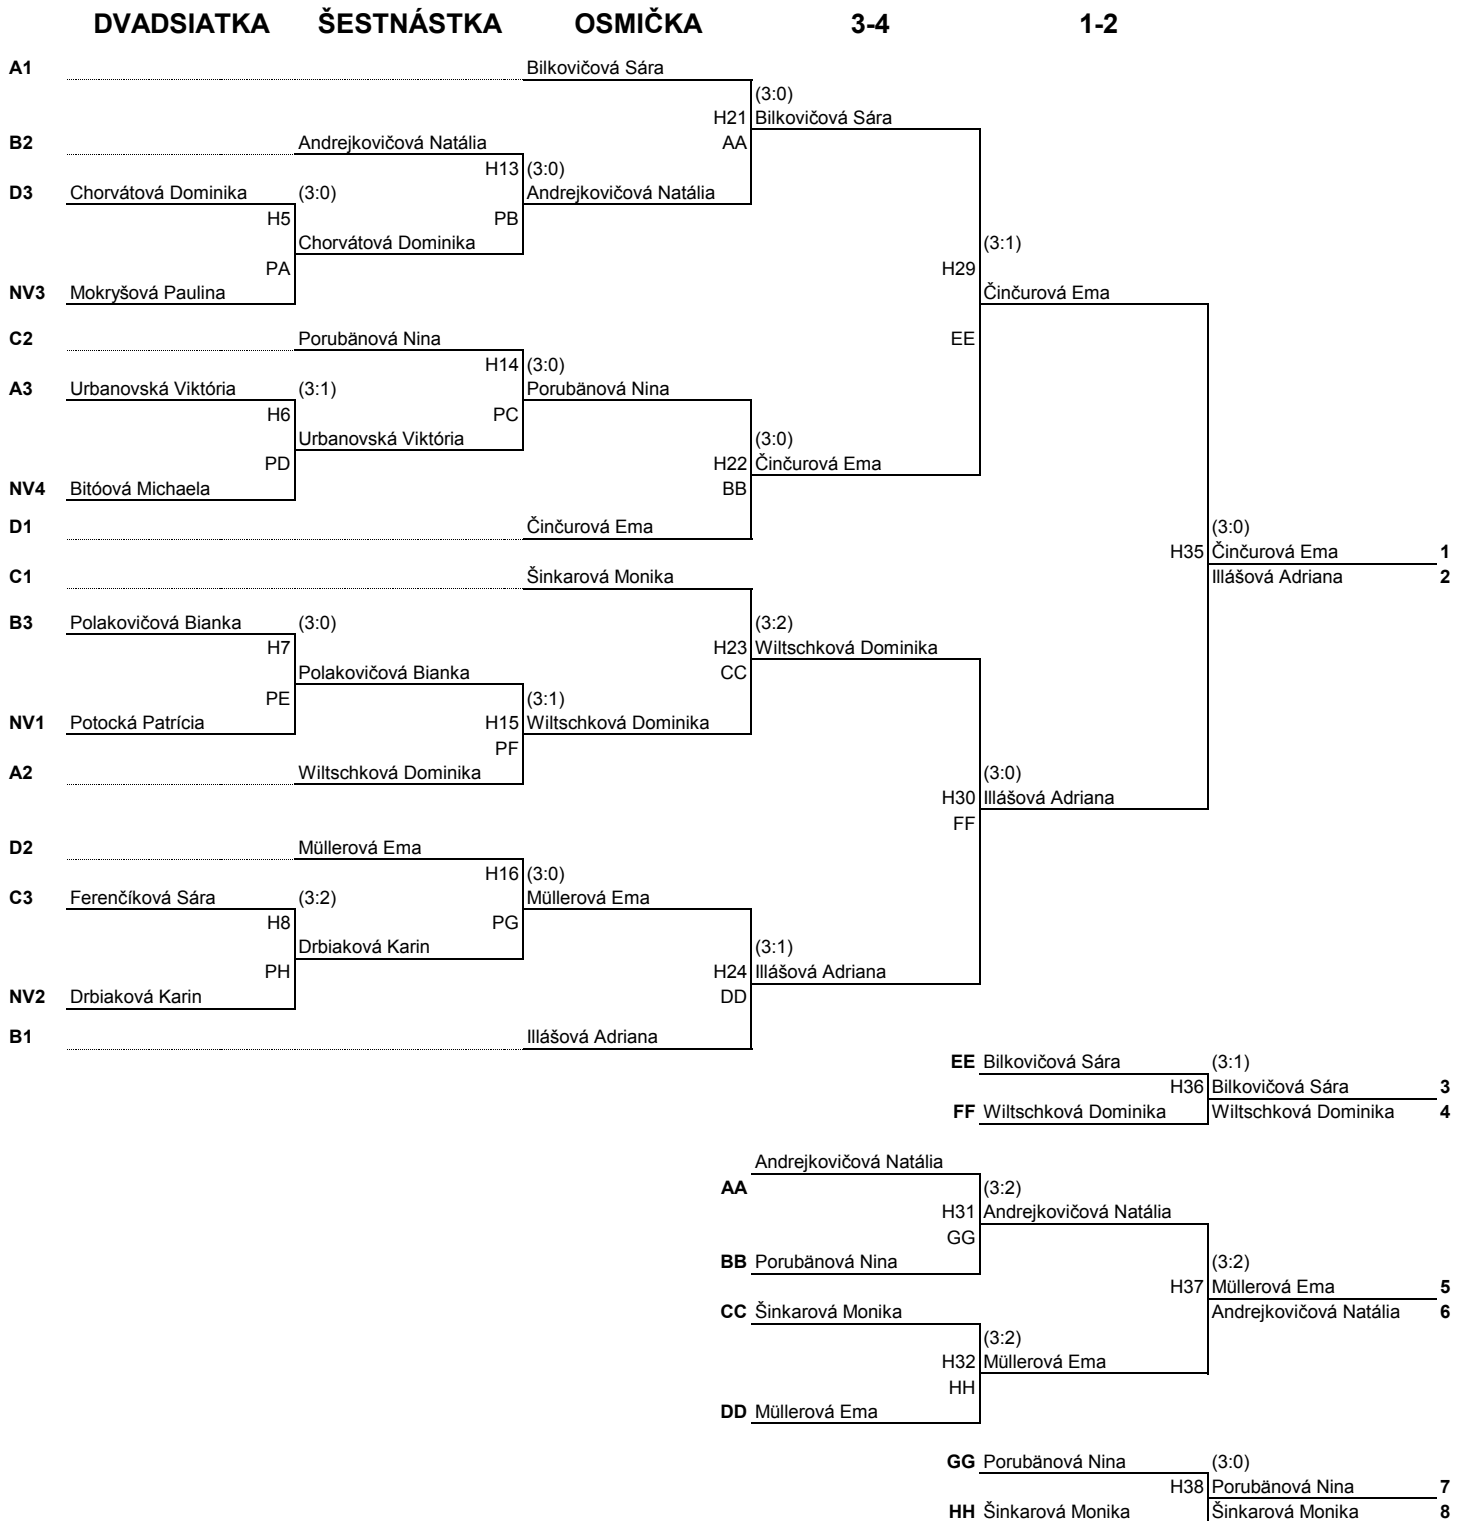 DVADSIATKA ŠESTNÁSTKA OSMIČKA 3-4 1-2
A1 Bilkovičová Sára
(3:0)
H21 Bilkovičová Sára
B2 Andrejkovičová Natália AA
H13 (3:0)
D3 Chorvátová Dominika (3:0) Andrejkovičová Natália
H5 PB
Chorvátová Dominika (3:1)
PA H29
NV3 Mokryšová Paulina Činčurová Ema
C2 Porubänová Nina EE
H14 (3:0)
A3 Urbanovská Viktória (3:1) Porubänová Nina
H6 PC
Urbanovská Viktória (3:0)
PD H22 Činčurová Ema
NV4 Bitóová Michaela BB
D1 Činčurová Ema (3:0)
H35 Činčurová Ema 1
C1 Šinkarová Monika Illášová Adriana 2
B3 Polakovičová Bianka (3:0) (3:2)
H7 H23 Wiltschková Dominika
Polakovičová Bianka CC
PE (3:1)
NV1 Potocká Patrícia H15 Wiltschková Dominika
PF
A2 Wiltschková Dominika (3:0)
H30 Illášová Adriana
FF
D2 Müllerová Ema
H16 (3:0)
C3 Ferenčíková Sára (3:2) Müllerová Ema
H8 PG
Drbiaková Karin (3:1)
PH H24 Illášová Adriana
NV2 Drbiaková Karin DD
B1 Illášová Adriana
EE Bilkovičová Sára (3:1)
H36 Bilkovičová Sára 3
FF Wiltschková Dominika Wiltschková Dominika 4
Andrejkovičová Natália
AA (3:2)
H31 Andrejkovičová Natália
GG
BB Porubänová Nina (3:2)
H37 Müllerová Ema 5
CC Šinkarová Monika Andrejkovičová Natália 6
(3:2)
H32 Müllerová Ema
HH
DD Müllerová Ema
GG Porubänová Nina (3:0)
H38 Porubänová Nina 7
HH Šinkarová Monika Šinkarová Monika 8